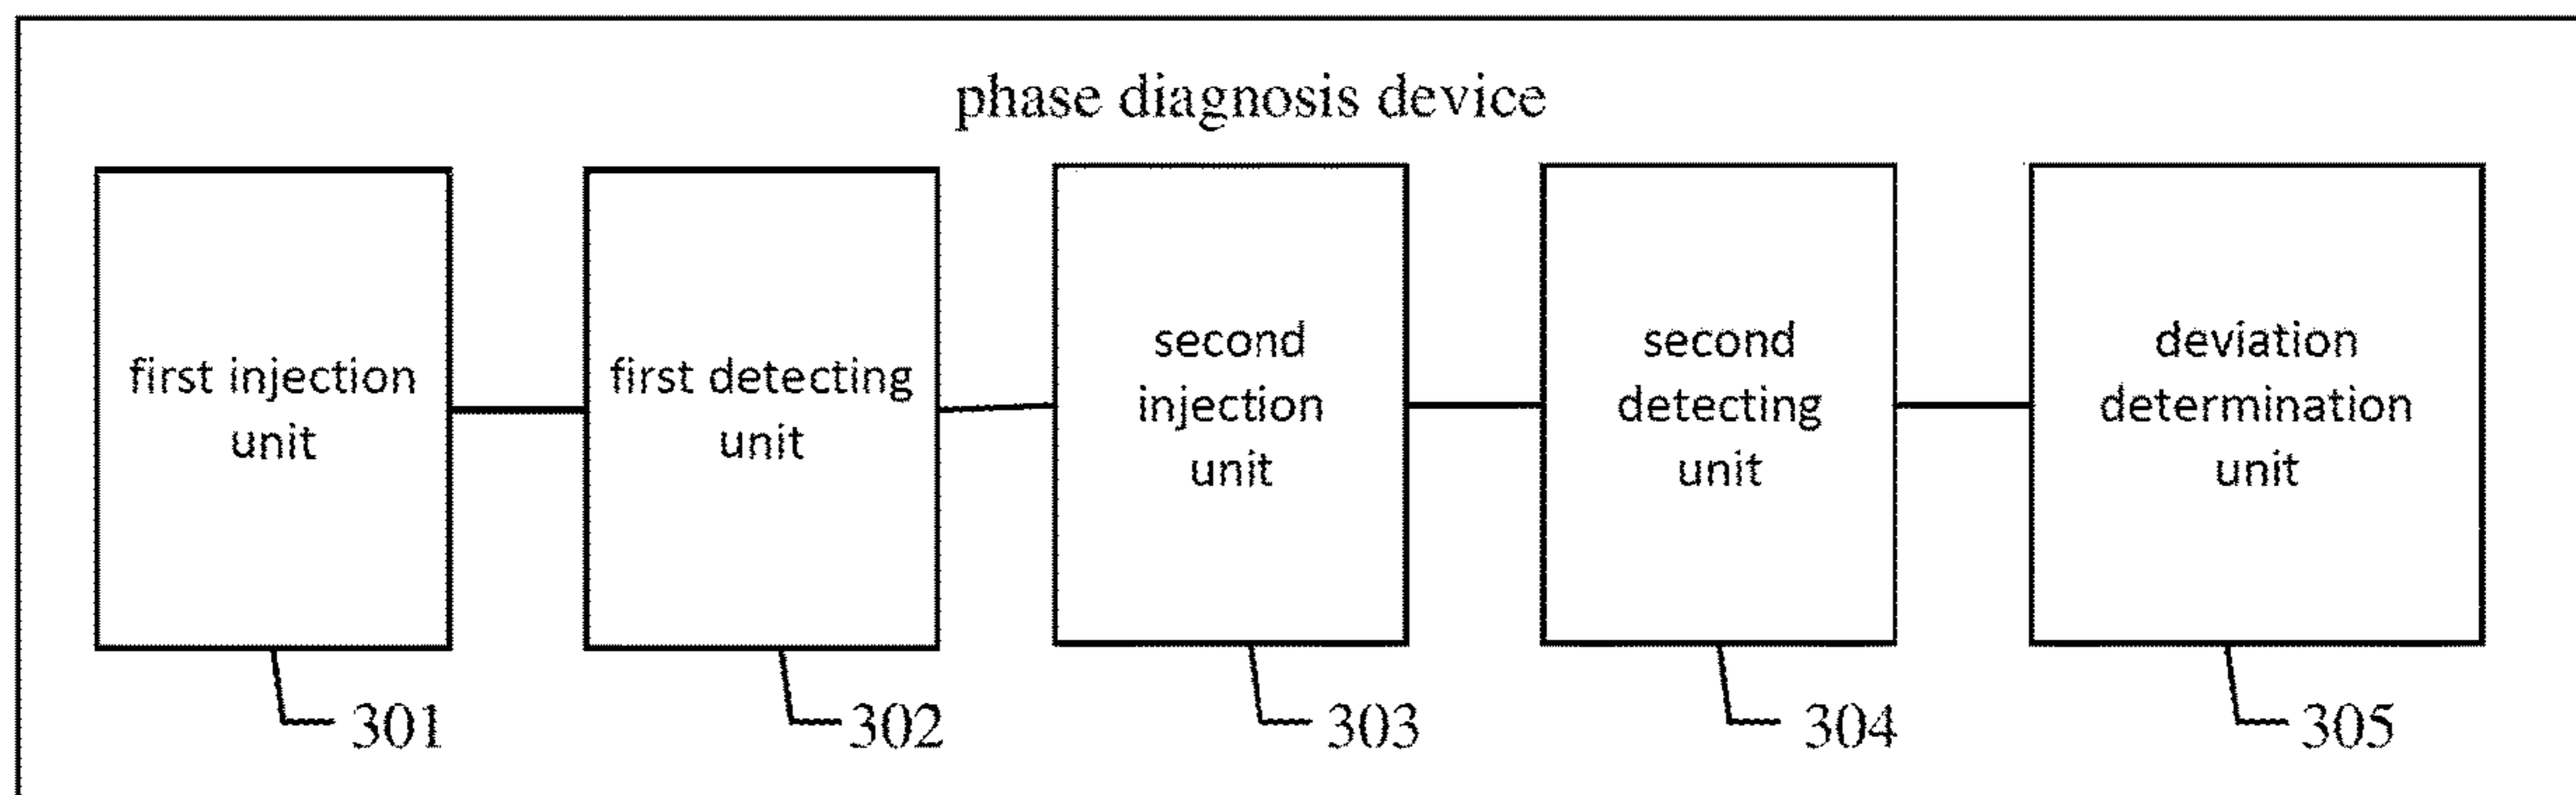 phase diagnosis device
first injection
unit
first detecting
unit
second
injection
unit
second
detecting
unit
deviation
determination
unit
301
302
303
304
305